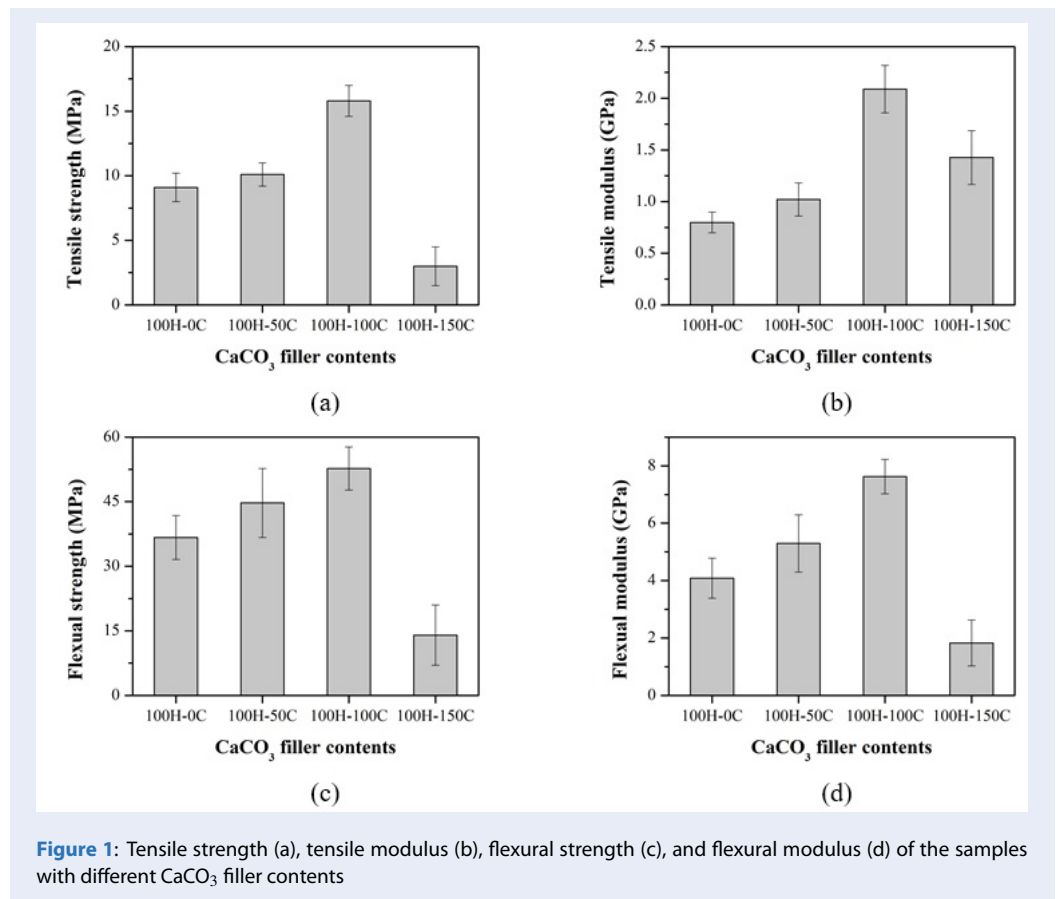 20
15
10
5
0
Tensile strength (MPa)
100H-0C 100H-50C 100H-100C 100H-150C
CaCO₃ filler contents
(a)
2.5
2.0
1.5
1.0
0.5
0.0
Tensile modulus (GPa)
100H-0C 100H-50C 100H-100C 100H-150C
CaCO₃ filler contents
(b)
60
45
30
15
0
Flexual strength (MPa)
100H-0C 100H-50C 100H-100C 100H-150C
CaCO₃ filler contents
(c)
8
6
4
2
0
Flexual modulus (GPa)
100H-0C 100H-50C 100H-100C 100H-150C
CaCO₃ filler contents
(d)
Figure 1: Tensile strength (a), tensile modulus (b), flexural strength (c), and flexural modulus (d) of the samples
with different CaCO₃ filler contents